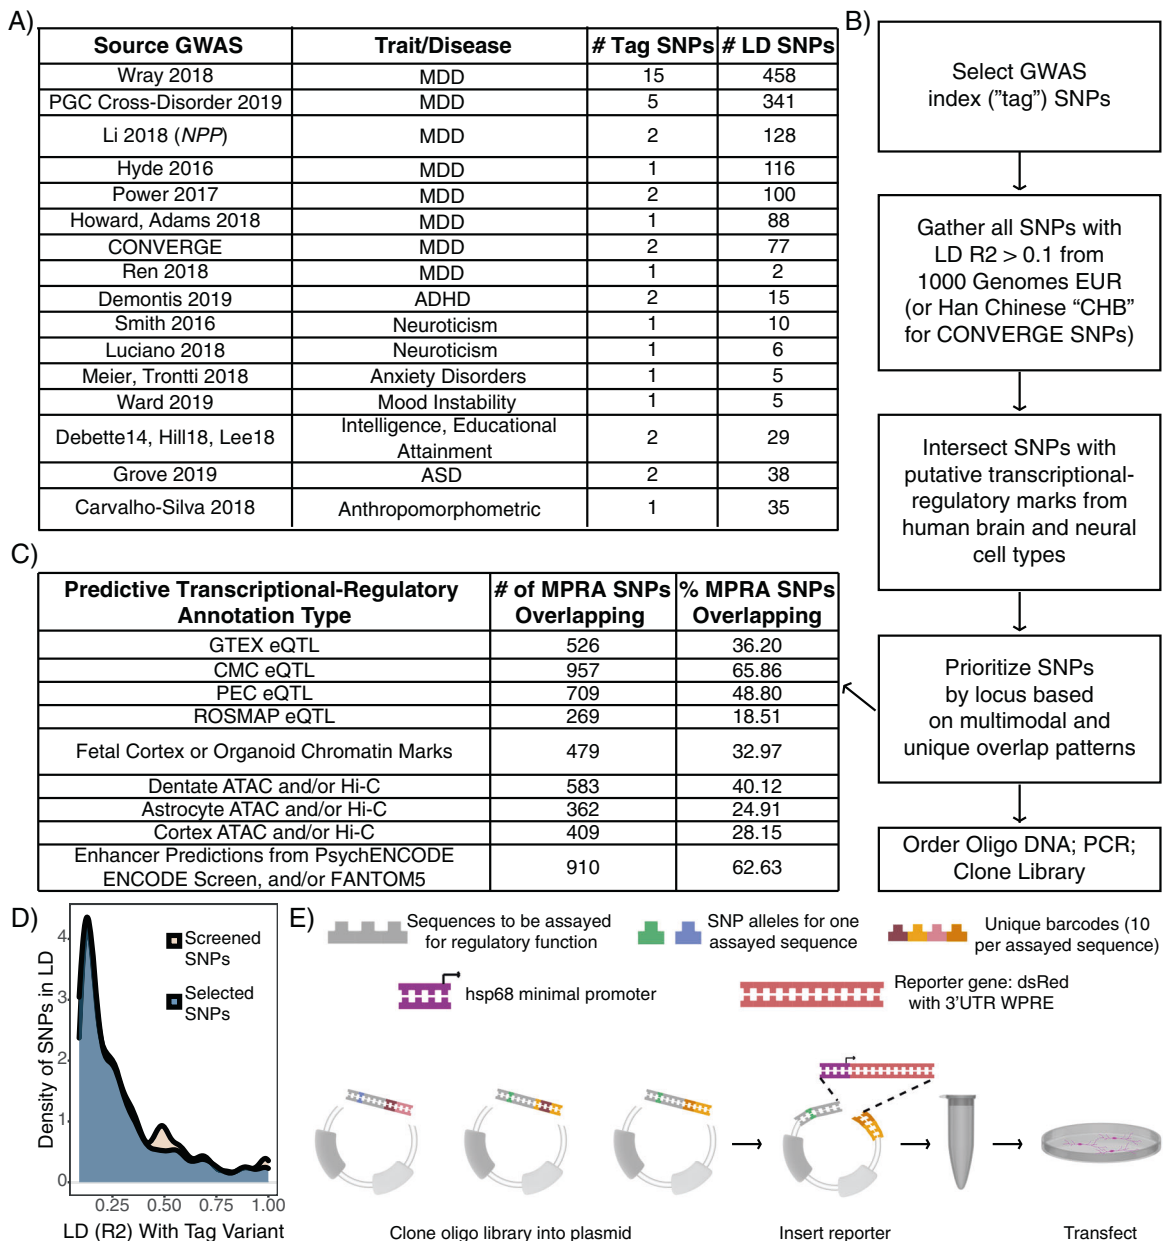 A)
Source GWAS Trait/Disease # Tag SNPs # LD SNPs
Wray 2018 MDD 15 458
PGC Cross-Disorder 2019 MDD 5 341
Li 2018 (NPP) MDD 2 128
Hyde 2016 MDD 1 116
Power 2017 MDD 2 100
Howard, Adams 2018 MDD 1 88
CONVERGE MDD 2 77
Ren 2018 MDD 1 2
Demontis 2019 ADHD 2 15
Smith 2016 Neuroticism 1 10
Luciano 2018 Neuroticism 1 6
Meier, Trontti 2018 Anxiety Disorders 1 5
Ward 2019 Mood Instability 1 5
Debette14, Hill18, Lee18 Intelligence, Educational
Attainment 2 29
Grove 2019 ASD 2 38
Carvalho-Silva 2018 Anthropomorphometric 1 35
B)
Select GWAS
index ("tag") SNPs
Gather all SNPs with
LD R2 > 0.1 from
1000 Genomes EUR
(or Han Chinese “CHB”
for CONVERGE SNPs)
Intersect SNPs with
putative transcriptional-
regulatory marks from
human brain and neural
cell types
Prioritize SNPs
by locus based
on multimodal and
unique overlap patterns
Order Oligo DNA; PCR;
Clone Library
C)
Predictive Transcriptional-Regulatory
Annotation Type
# of MPRA SNPs
Overlapping
% MPRA SNPs
Overlapping
GTEX eQTL 526 36.20
CMC eQTL 957 65.86
PEC eQTL 709 48.80
ROSMAP eQTL 269 18.51
Fetal Cortex or Organoid Chromatin Marks 479 32.97
Dentate ATAC and/or Hi-C 583 40.12
Astrocyte ATAC and/or Hi-C 362 24.91
Cortex ATAC and/or Hi-C 409 28.15
Enhancer Predictions from PsychENCODE
ENCODE Screen, and/or FANTOM5 910 62.63
D)
Density of SNPs in LD
4
3
2
1
0
Screened
SNPs
Selected
SNPs
0.25 0.50 0.75 1.00
LD (R2) With Tag Variant
E)
Sequences to be assayed
for regulatory function
SNP alleles for one
assayed sequence
Unique barcodes (10
per assayed sequence)
hsp68 minimal promoter
Reporter gene: dsRed
with 3'UTR WPRE
Clone oligo library into plasmid
Insert reporter
Transfect